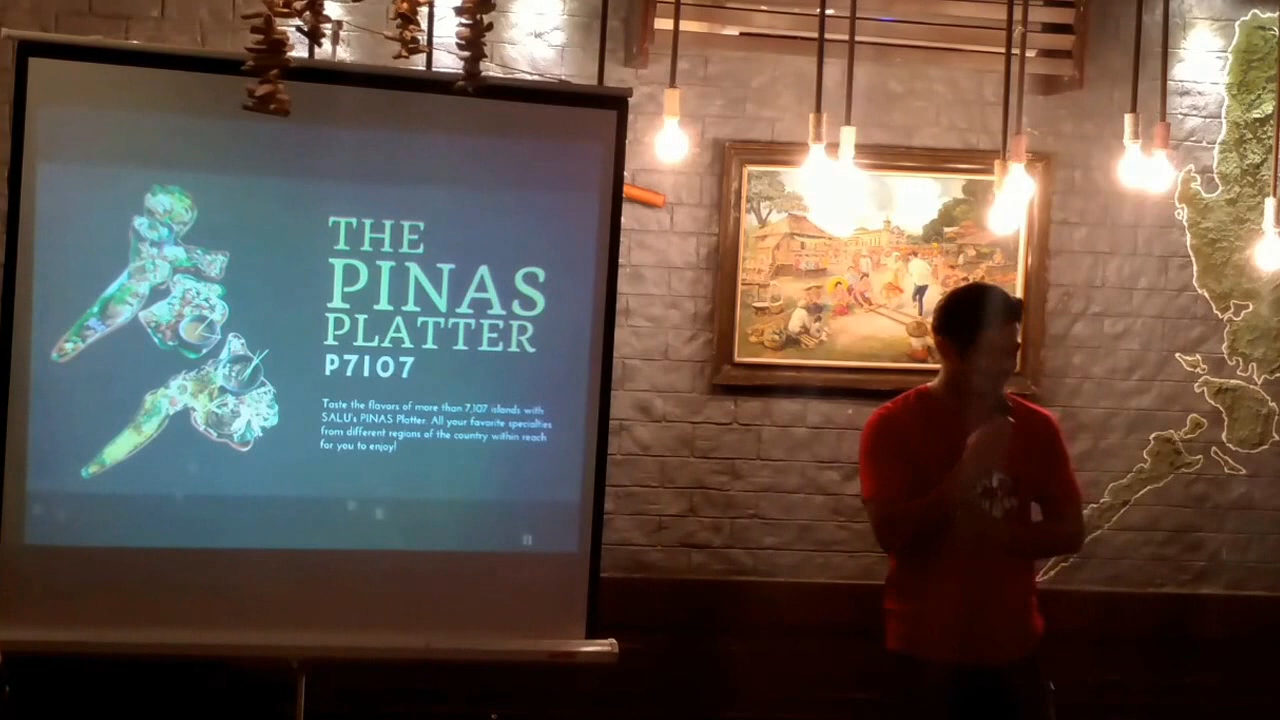 THE
PINAS
PLATTER
P7107
Taste the flavors of more than 7,107 islands with
SALU's PINAS Platter. All your favorite specialties
from different regions of the country within reach
for you to enjoy!